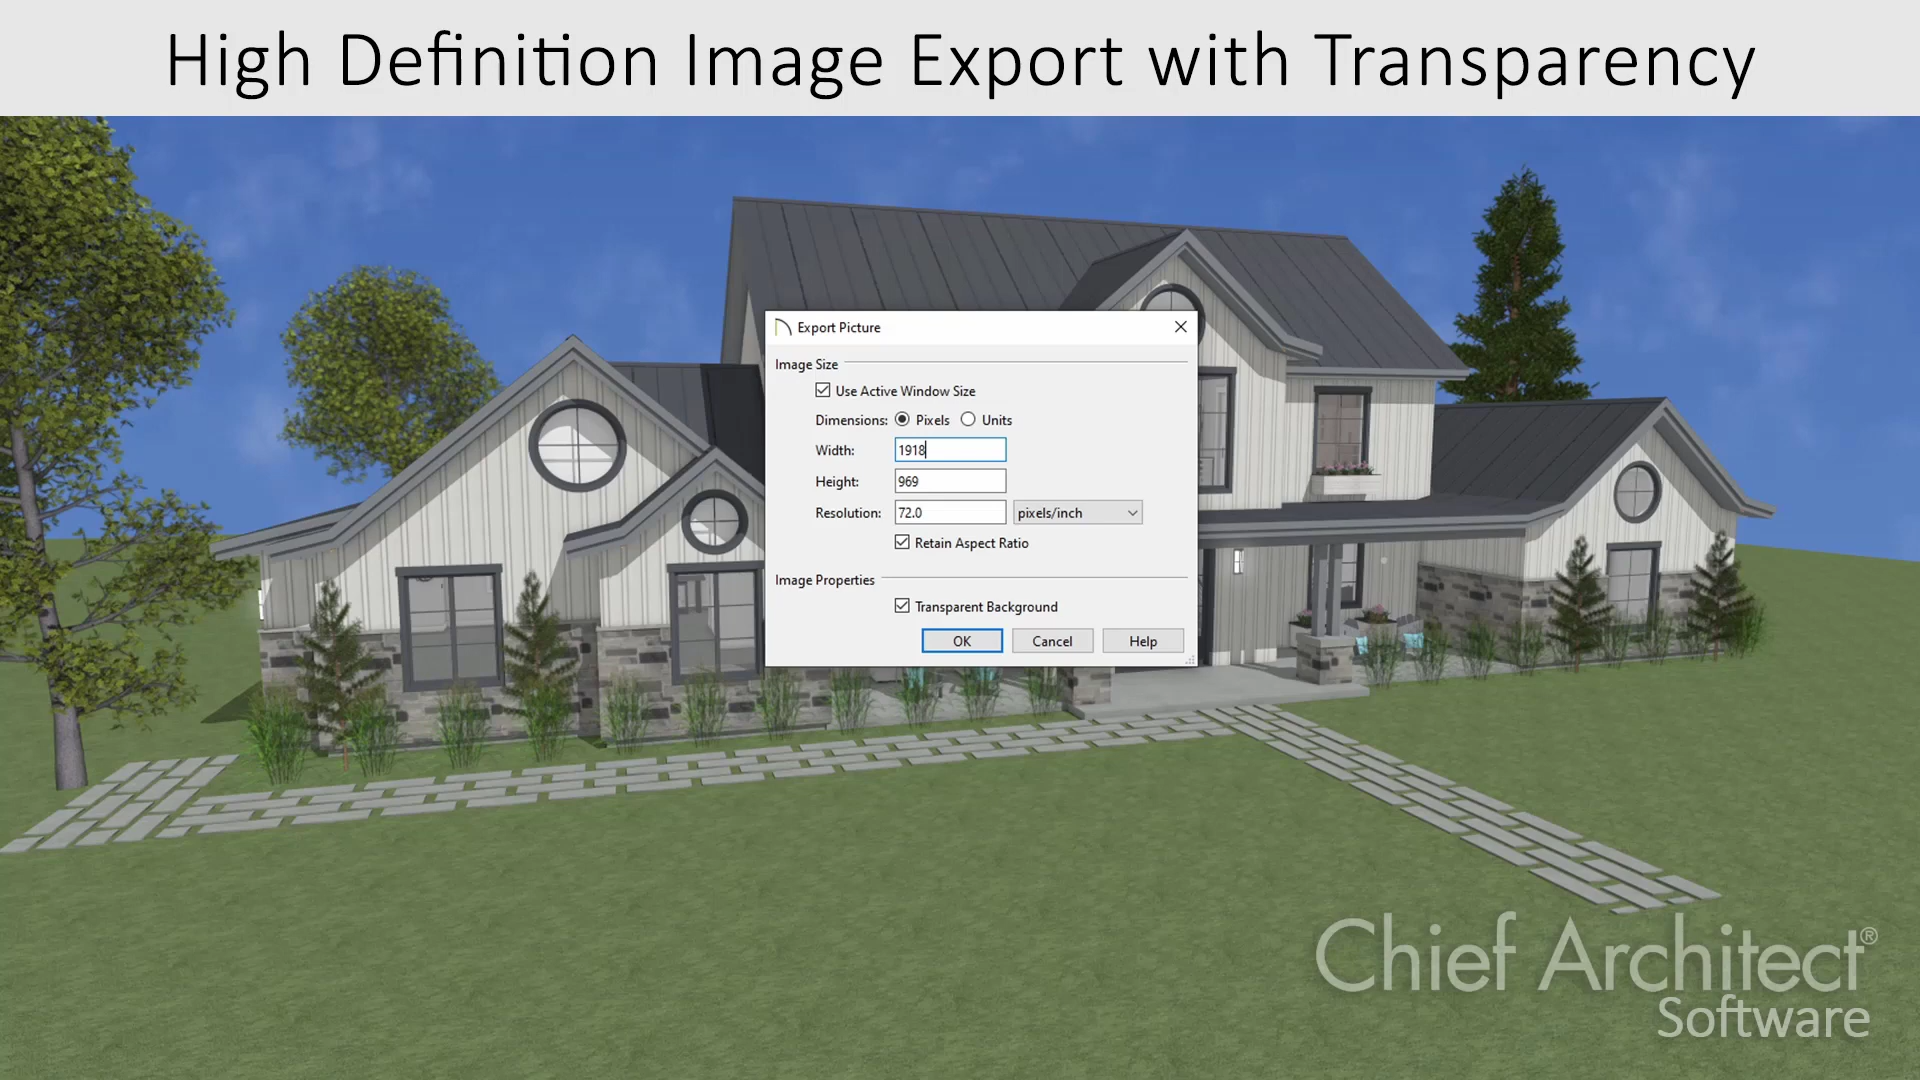 High Definition Image Export with Transparency
Export Picture
Image Size
Use Active Window Size
Dimensions: Pixels Units
Width: 1918
Height: 969
Resolution: 72.0 pixels/inch
Retain Aspect Ratio
Image Properties
Transparent Background
OK Cancel Help
Chief Architect®
Software